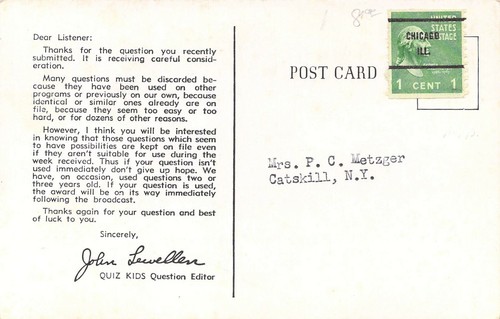 Dear Listener:
Thanks for the question you recently
submitted. It is receiving careful consid-
eration.
Many questions must be discarded be-
cause they have been used on other
programs or previously on our own, because
identical or similar ones already are on
file, because they seem too easy or too
hard, or for dozens of other reasons.
However, I think you will be interested
in knowing that those questions which seem
to have possibilities are kept on file even
if they aren't suitable for use during the
week received. Thus if your question isn't
used immediately don't give up hope. We
have, on occasion, used questions two or
three years old. If your question is used,
the award will be on its way immediately
following the broadcast.
Thanks again for your question and best
of luck to you.
Sincerely,
John Lewellen
QUIZ KIDS Question Editor
POST CARD
UNITED
STATES
POSTAGE
CHICAGO
ILL.
1 CENT 1
Mrs. P. C. Metzger
Catskill, N.Y.